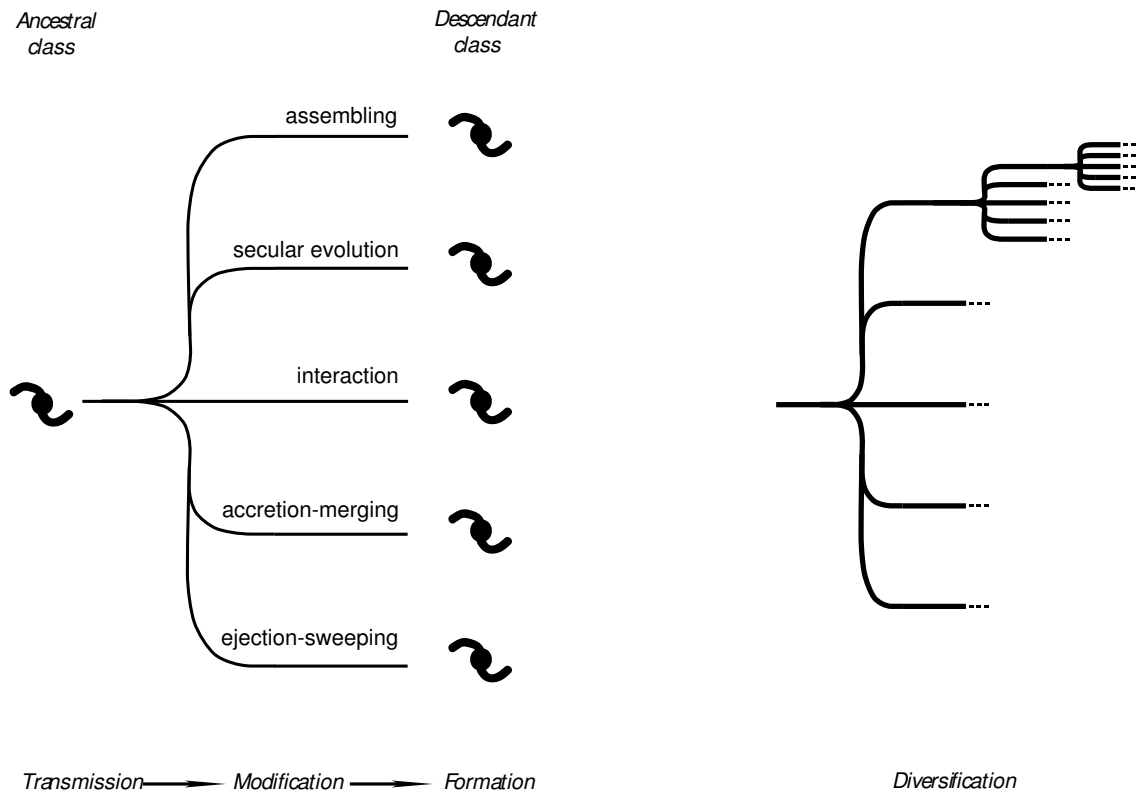 Ancestral
class
Descendant
class
assembling
secular evolution
interaction
accretion-merging
ejection-sweeping
Transmission Modification Formation
Diversification